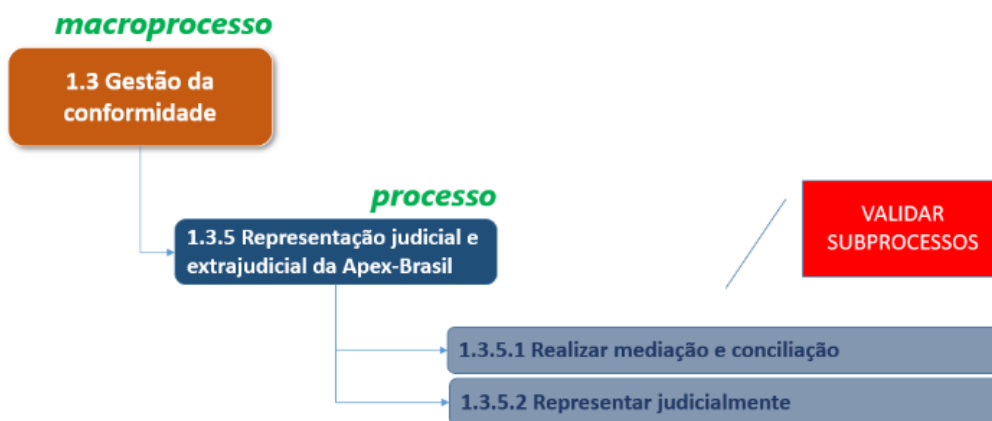 macroprocesso
1.3 Gestão da
conformidade
processo
1.3.5 Representação judicial e
extrajudicial da Apex-Brasil
VALIDAR
SUBPROCESSOS
1.3.5.1 Realizar mediação e conciliação
1.3.5.2 Representar judicialmente